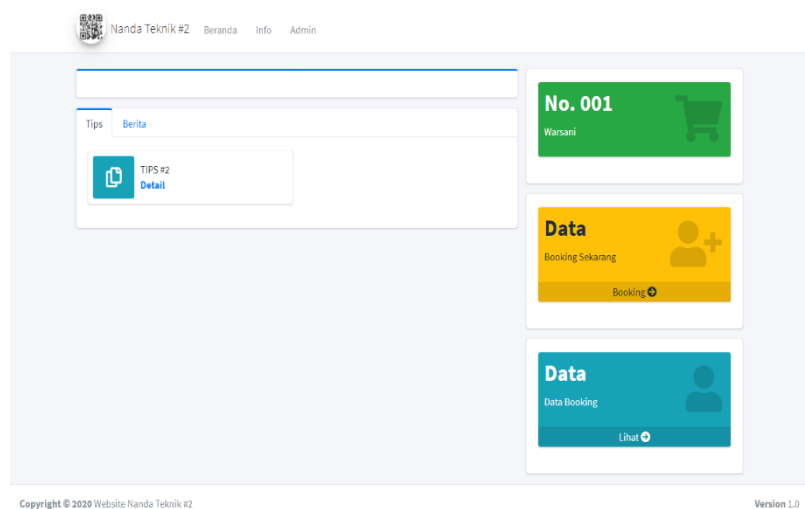 Nanda Teknik #2 Beranda Info Admin
Tips Berita
TIPS #2
Detail
No. 001
Warsani
Data
Booking Sekarang
Booking
Data
Data Booking
Lihat
Copyright © 2020 Website Nanda Teknik #2
Version 1.0